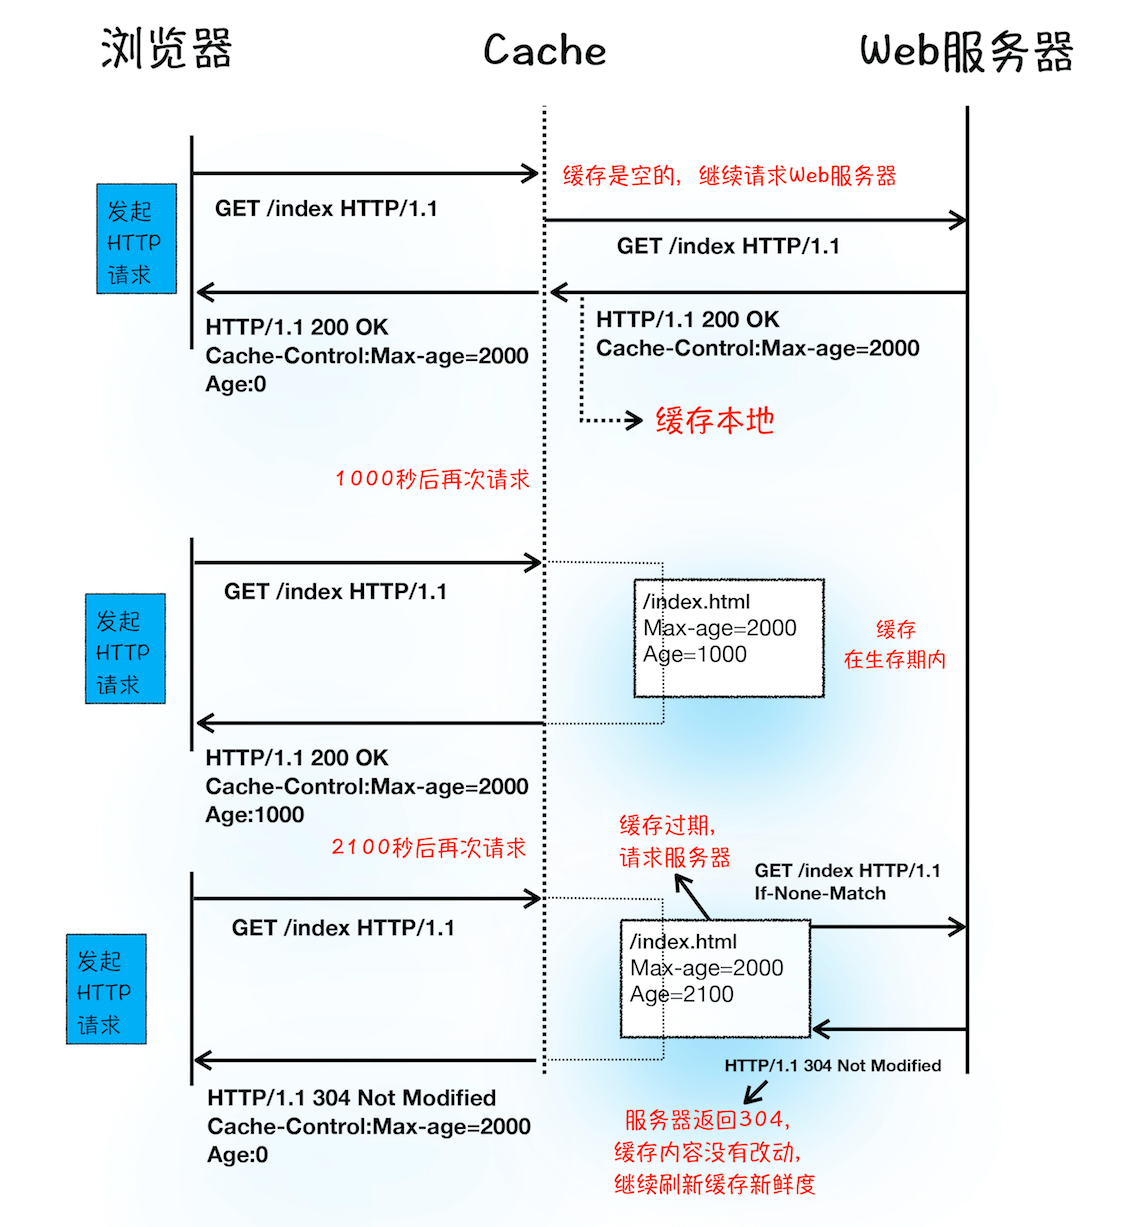 浏览器
Cache
Web服务器
缓存是空的，继续请求Web服务器
发起
HTTP
请求
GET /index HTTP/1.1
GET /index HTTP/1.1
HTTP/1.1 200 OK
Cache-Control:Max-age=2000
Age:0
HTTP/1.1 200 OK
Cache-Control:Max-age=2000
缓存本地
1000秒后再次请求
GET /index HTTP/1.1
发起
HTTP
请求
/index.html
Max-age=2000
Age=1000
缓存
在生存期内
HTTP/1.1 200 OK
Cache-Control:Max-age=2000
Age:1000
2100秒后再次请求
缓存过期，
请求服务器
GET /index HTTP/1.1
If-None-Match
GET /index HTTP/1.1
发起
HTTP
请求
/index.html
Max-age=2000
Age=2100
HTTP/1.1 304 Not Modified
HTTP/1.1 304 Not Modified
Cache-Control:Max-age=2000
Age:0
服务器返回304，
缓存内容没有改动，
继续刷新缓存新鲜度